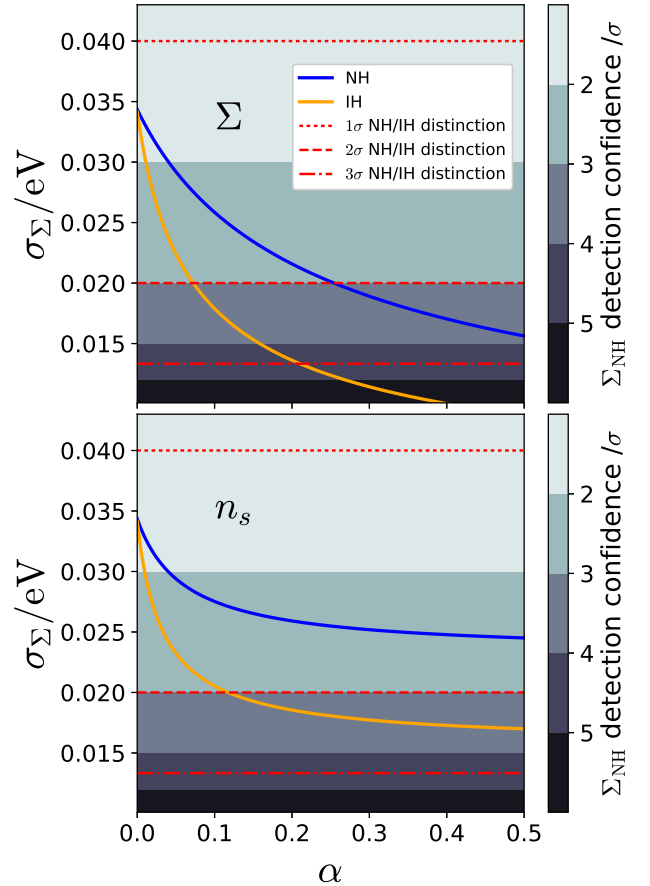 0.040
0.035
0.030
0.025
0.020
0.015
σ_Σ/eV
Σ
NH
IH
1σ NH/IH distinction
2σ NH/IH distinction
3σ NH/IH distinction
2
3
4
5
Σ_NH detection confidence /σ
0.040
0.035
0.030
0.025
0.020
0.015
σ_Σ/eV
n_s
2
3
4
5
Σ_NH detection confidence /σ
0.0 0.1 0.2 0.3 0.4 0.5
α